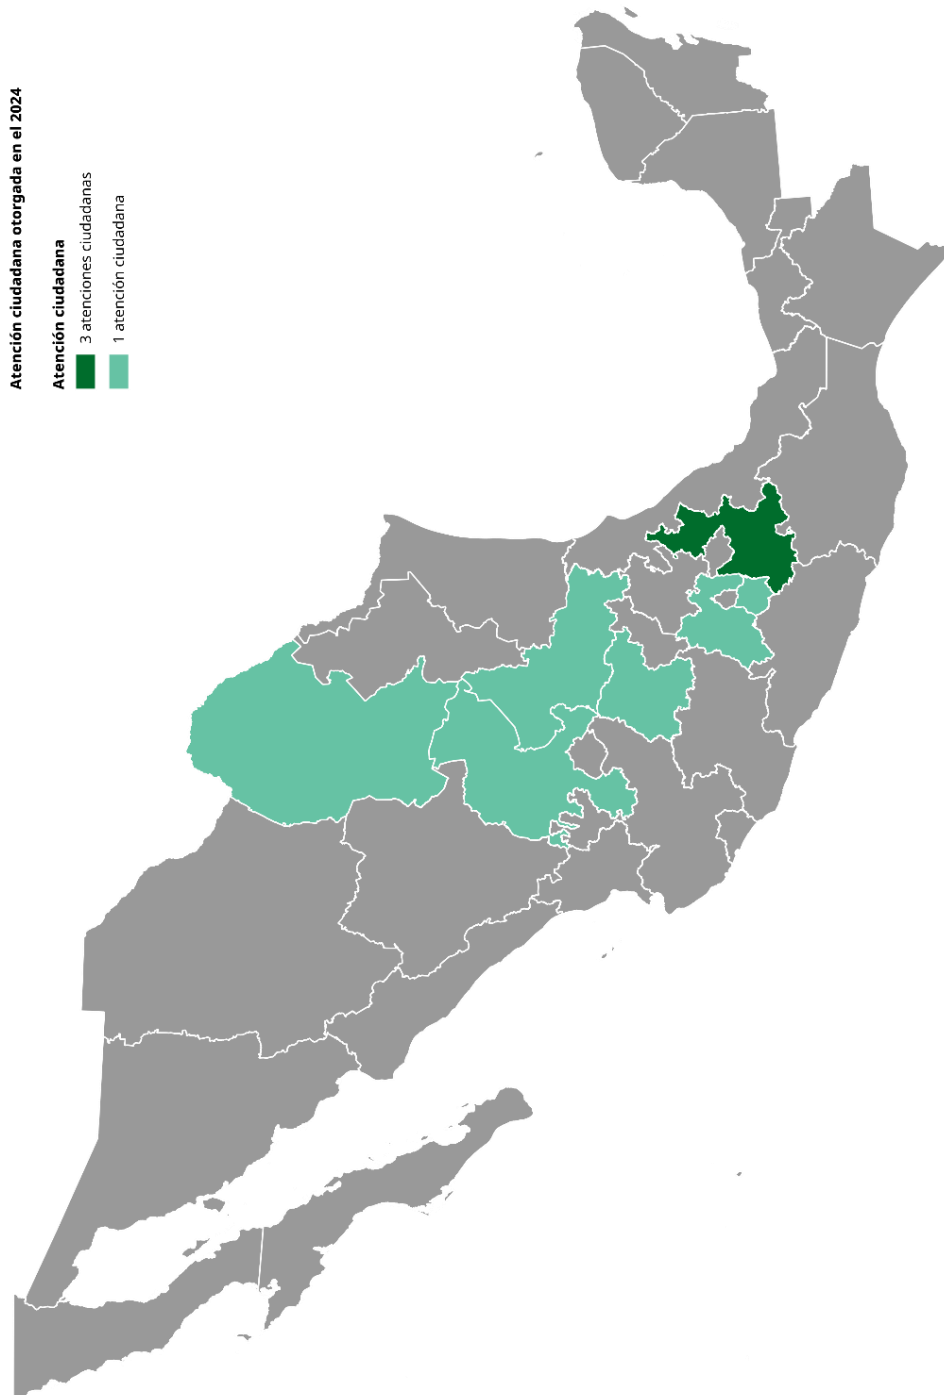 Atención ciudadana otorgada en el 2024
Atención ciudadana
3 atenciones ciudadanas
1 atención ciudadana